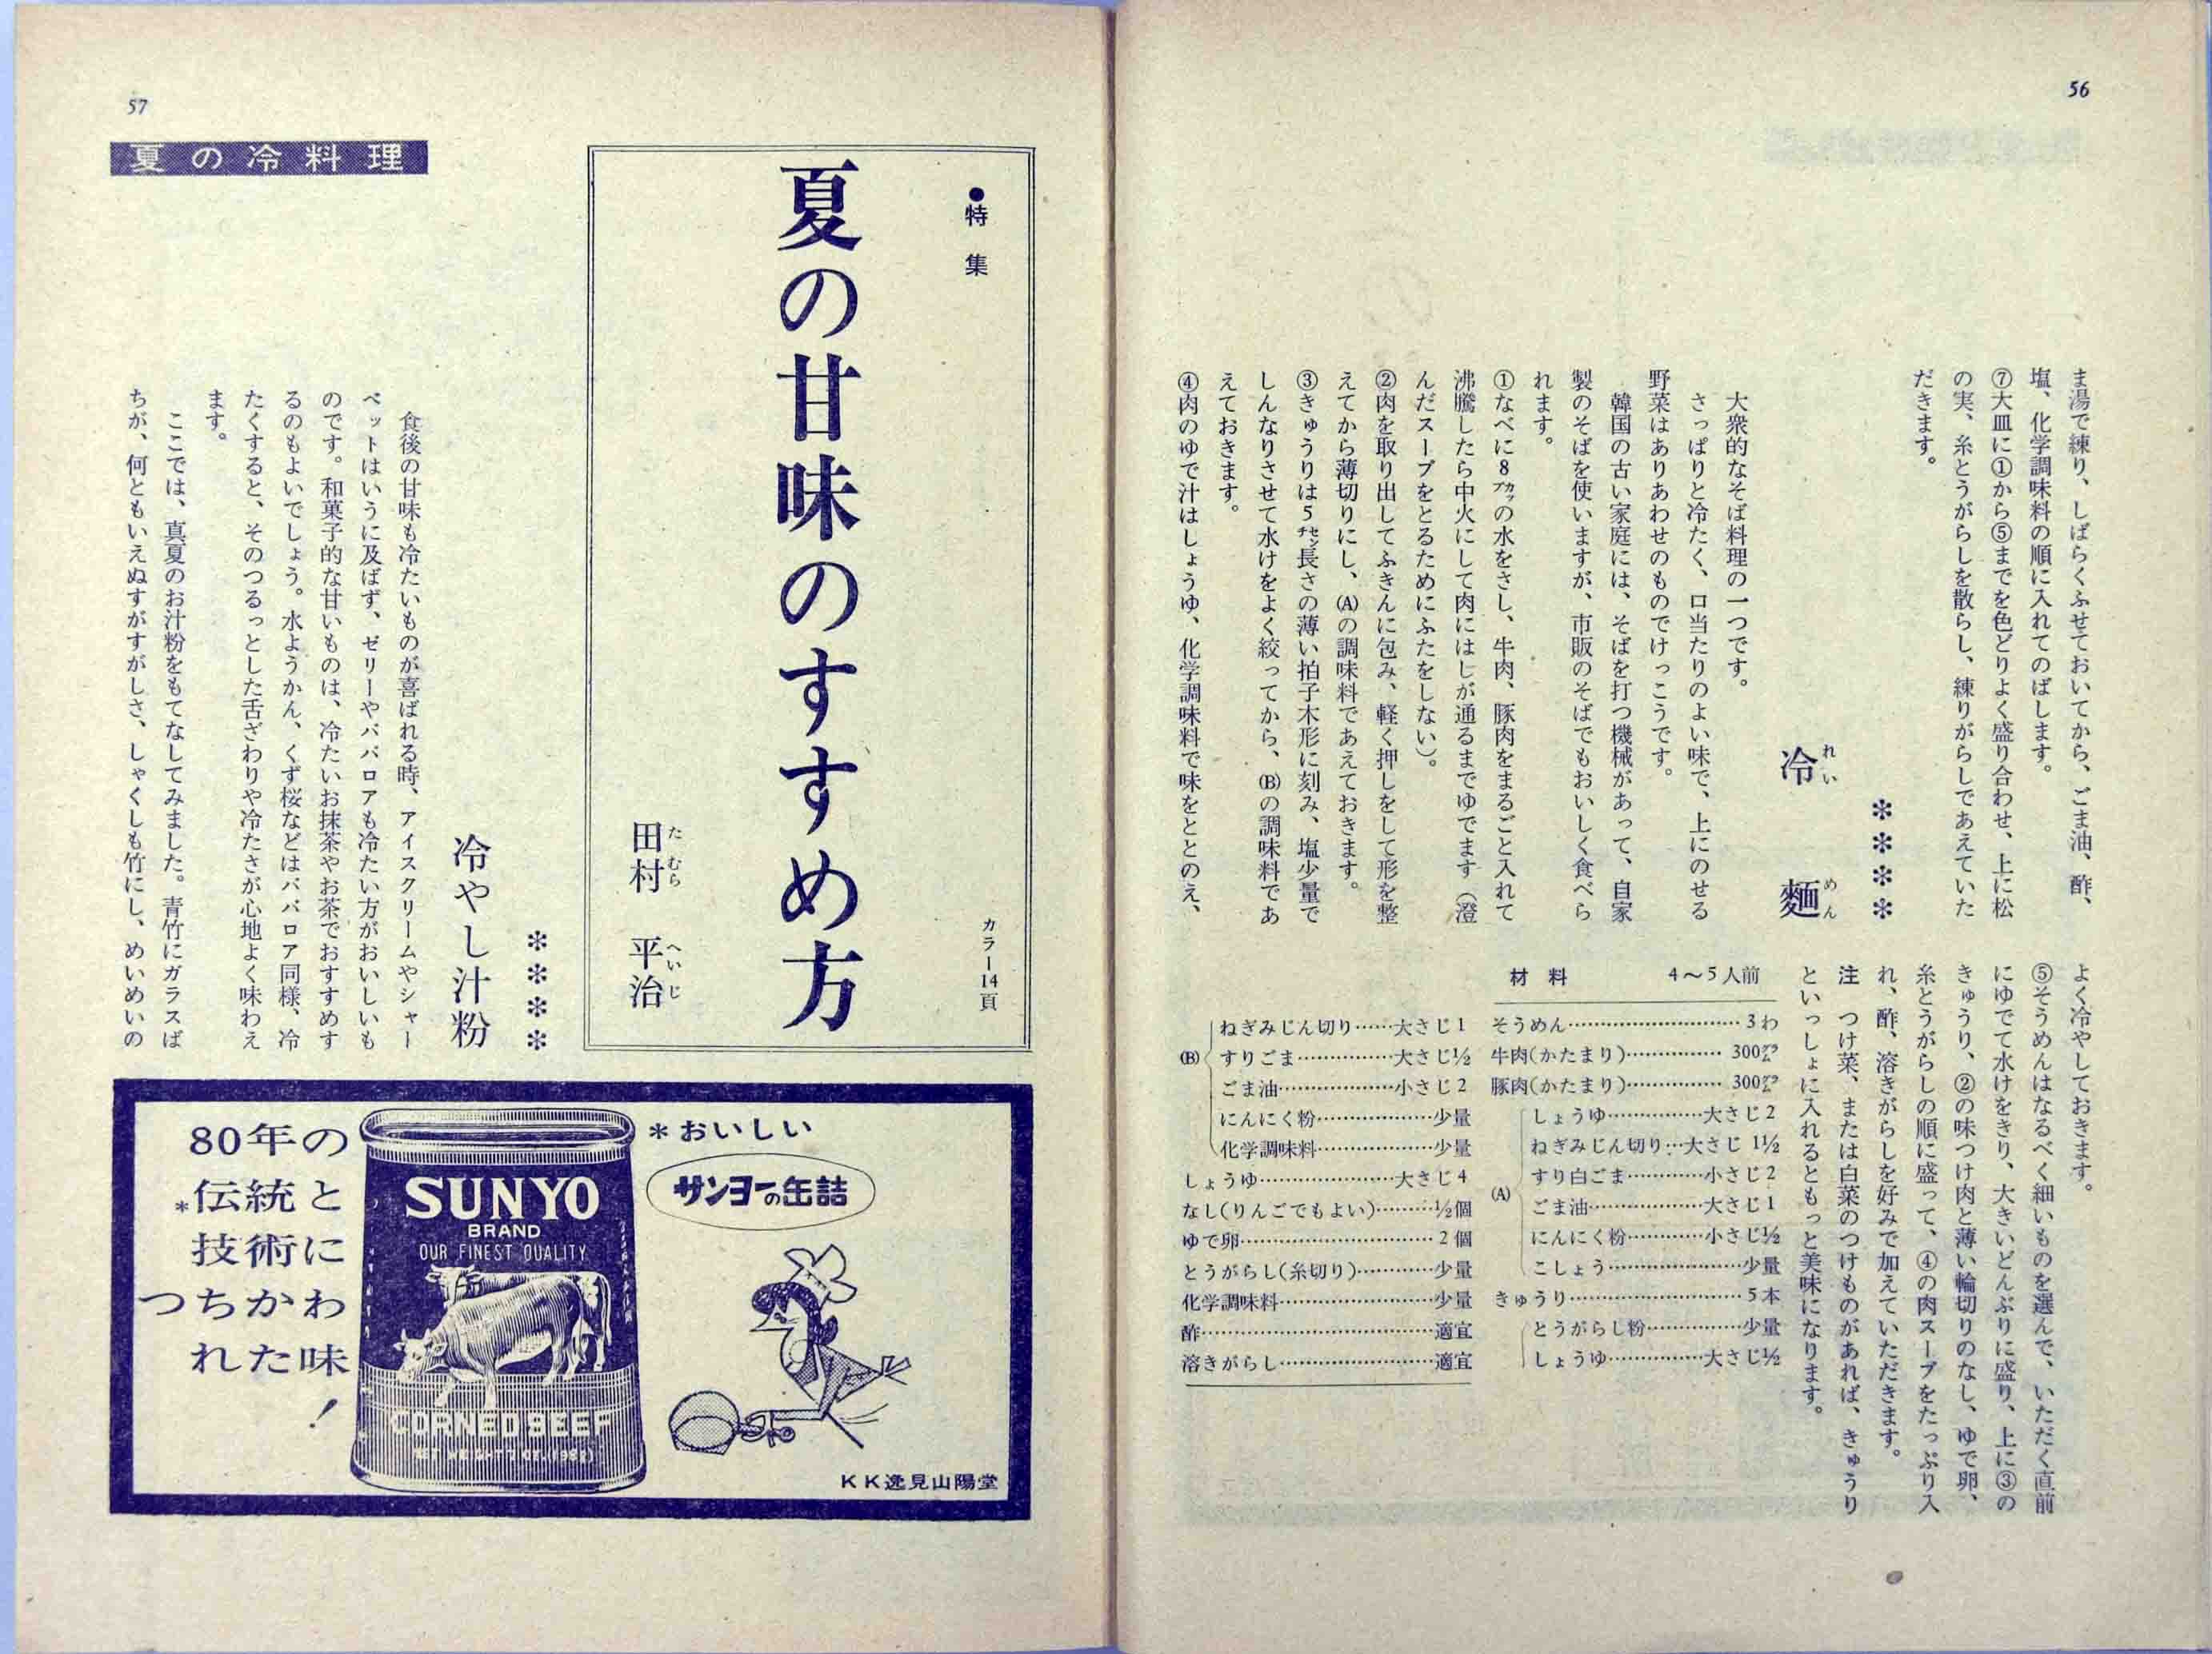 56
ま湯で練り、しばらくふせておいてから、ごま油、酢、
塩、化学調味料の順に入れてのばします。
⑦大皿に①から⑤までを色どりよく盛り合わせ、上に松
の実、糸とうがらしを散らし、練りがらしであえていた
だきます。
＊＊＊＊
冷麵
れいめん
大衆的なそば料理の一つです。
さっぱりと冷たく、口当たりのよい味で、上にのせる
野菜はありあわせのものでけっこうです。
韓国の古い家庭には、そばを打つ機械があって、自家
製のそばを使いますが、市販のそばでもおいしく食べら
れます。
①なべに8カップの水をさし、牛肉、豚肉をまるごと入れて
沸騰したら中火にして肉にはしが通るまでゆでます（澄
んだスープをとるためにふたをしない）。
②肉を取り出してふきんに包み、軽く押しをして形を整
えてから薄切りにし、(A)の調味料であえておきます。
③きゅうりは5センチ長さの薄い拍子木形に刻み、塩少量で
しんなりさせて水けをよく絞ってから、(B)の調味料であ
えておきます。
④肉のゆで汁はしょうゆ、化学調味料で味をととのえ、
よく冷やしておきます。
⑤そうめんはなるべく細いものを選んで、いただく直前
にゆでて水けをきり、大きいどんぶりに盛り、上に③の
きゅうり、②の味つけ肉と薄い輪切りのなし、ゆで卵、
糸とうがらしの順に盛って、④の肉スープをたっぷり入
れ、酢、溶きがらしを好みで加えていただきます。
注　つけ菜、または白菜のつけものがあれば、きゅうり
といっしょに入れるともっと美味になります。
材料　4〜5人前
そうめん……3わ
牛肉(かたまり)……300グラム
豚肉(かたまり)……300グラム
(A)
しょうゆ……大さじ2
ねぎみじん切り…大さじ1½
すり白ごま……小さじ2
ごま油……大さじ1
にんにく粉……小さじ½
こしょう……少量
きゅうり……5本
とうがらし粉……少量
しょうゆ……大さじ½
(B)
ねぎみじん切り……大さじ1
すりごま……大さじ½
ごま油……小さじ2
にんにく粉……少量
化学調味料……少量
しょうゆ……大さじ4
なし(りんごでもよい)……½個
ゆで卵……2個
とうがらし(糸切り)……少量
化学調味料……少量
酢……適宜
溶きがらし……適宜
57
夏の冷料理
●特集
夏の甘味のすすめ方
カラー14頁
田村　平治
たむら　へいじ
＊＊＊＊
冷やし汁粉
食後の甘味も冷たいものが喜ばれる時、アイスクリームやシャー
ベットはいうに及ばず、ゼリーやババロアも冷たい方がおいしいも
のです。和菓子的な甘いものは、冷たいお抹茶やお茶でおすすめす
るのもよいでしょう。水ようかん、くず桜などはババロア同様、冷
たくすると、そのつるっとした舌ざわりや冷たさが心地よく味わえ
ます。
ここでは、真夏のお汁粉をもてなしてみました。青竹にガラスば
ちが、何ともいえぬすがすがしさ、しゃくしも竹にし、めいめいの
80年の
＊伝統と
技術に
つちかわ
れた味
！
SUNYO
BRAND
OUR FINEST QUALITY
CORNED BEEF
＊おいしい
サンヨーの缶詰
KK逸見山陽堂